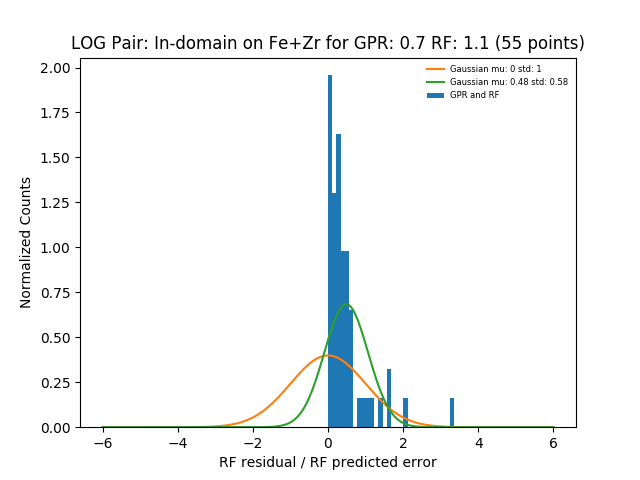 LOG Pair: In-domain on Fe+Zr for GPR: 0.7 RF: 1.1 (55 points)
Gaussian mu: 0 std: 1
Gaussian mu: 0.48 std: 0.58
GPR and RF
Normalized Counts
2.00
1.75
1.50
1.25
1.00
0.75
0.50
0.25
0.00
−6
−4
−2
0
2
4
6
RF residual / RF predicted error